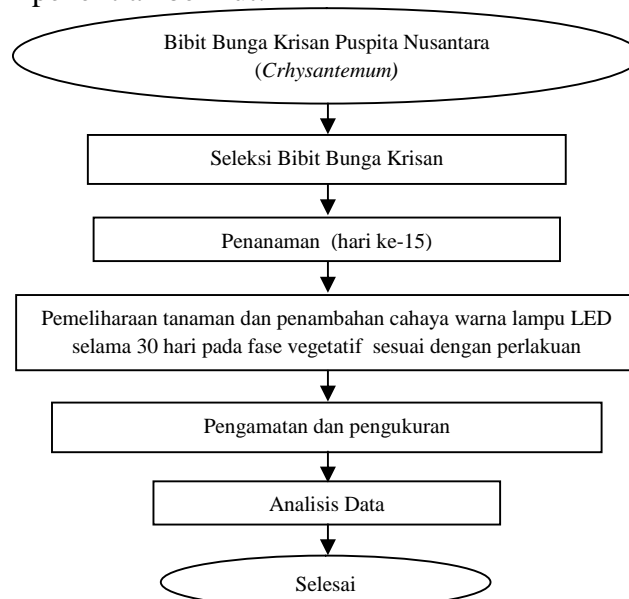 Bibit Bunga Krisan Puspita Nusantara
(Crhysantemum)
Seleksi Bibit Bunga Krisan
Penanaman (hari ke-15)
Pemeliharaan tanaman dan penambahan cahaya warna lampu LED
selama 30 hari pada fase vegetatif sesuai dengan perlakuan
Pengamatan dan pengukuran
Analisis Data
Selesai